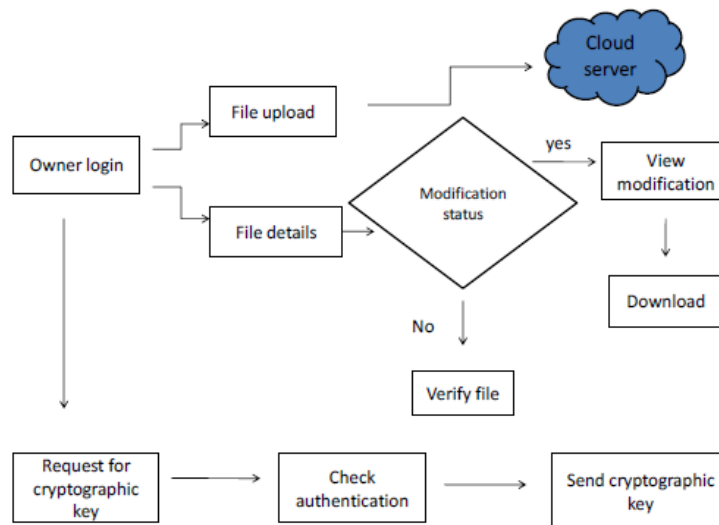 Cloud
server
File upload
yes
Owner login
View
modification
Modification
status
File details
Download
No
Verify file
Request for
cryptographic
key
Check
authentication
Send cryptographic
key